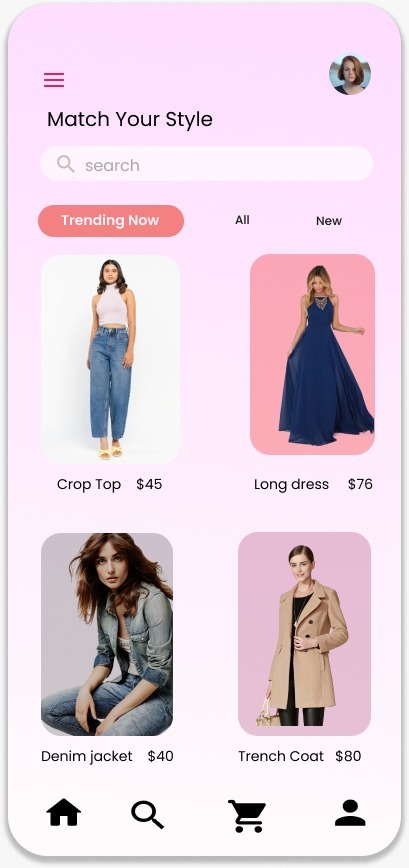 Match Your Style
search
Trending Now All New
Crop Top $45 Long dress $76
Denim jacket $40 Trench Coat $80